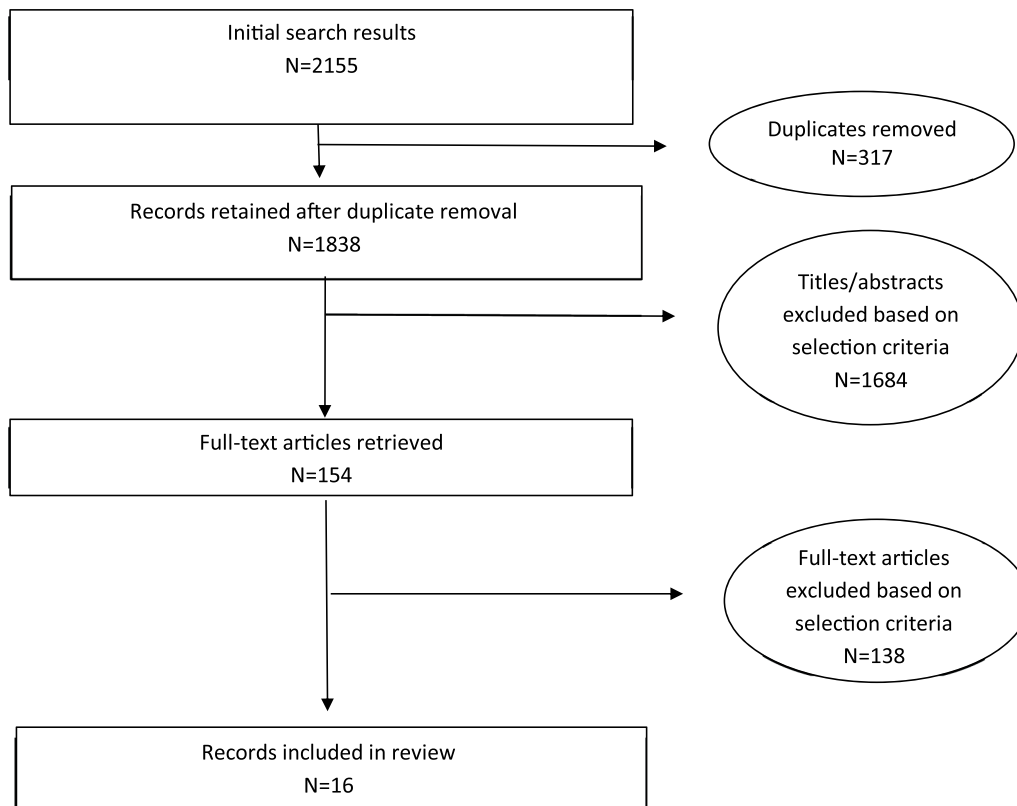 Initial search results
N=2155
Duplicates removed
N=317
Records retained after duplicate removal
N=1838
Titles/abstracts
excluded based on
selection criteria
N=1684
Full-text articles retrieved
N=154
Full-text articles
excluded based on
selection criteria
N=138
Records included in review
N=16